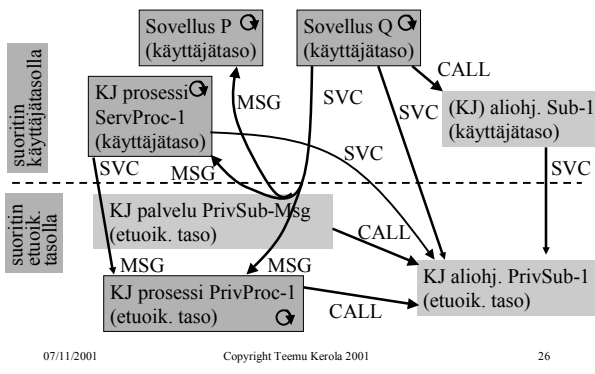 Sovellus P
(käyttäjätaso)
Sovellus Q
(käyttäjätaso)
suoritin
käyttäjätasolla
KJ prosessi
ServProc-1
(käyttäjätaso)
MSG
SVC
SVC
CALL
(KJ) aliohj. Sub-1
(käyttäjätaso)
SVC
MSG
SVC
SVC
suoritin
etuoik.
tasolla
KJ palvelu PrivSub-Msg
(etuoik. taso)
CALL
MSG
MSG
KJ prosessi PrivProc-1
(etuoik. taso)
CALL
KJ aliohj. PrivSub-1
(etuoik. taso)
07/11/2001
Copyright Teemu Kerola 2001
26